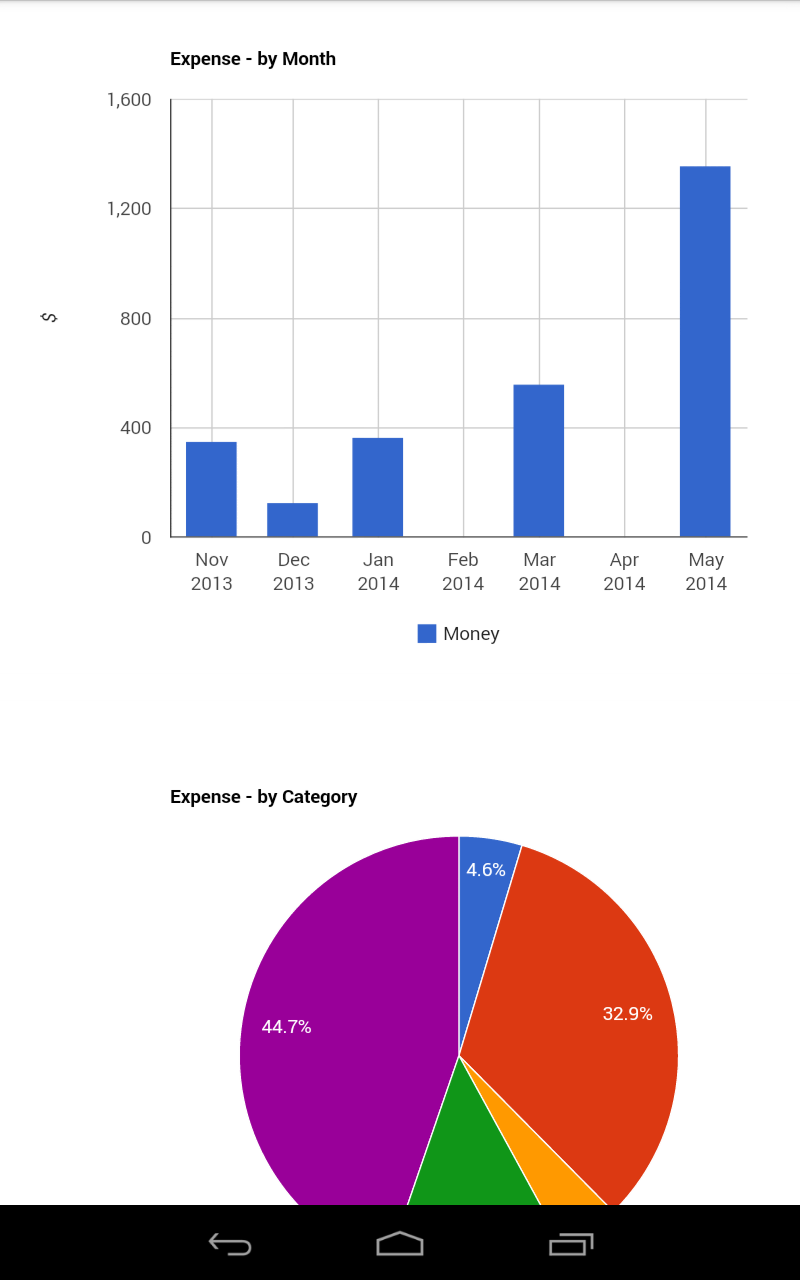 Expense - by Month
1,600
1,200
800
400
0
$
Nov 2013
Dec 2013
Jan 2014
Feb 2014
Mar 2014
Apr 2014
May 2014
Money
Expense - by Category
4.6%
32.9%
44.7%